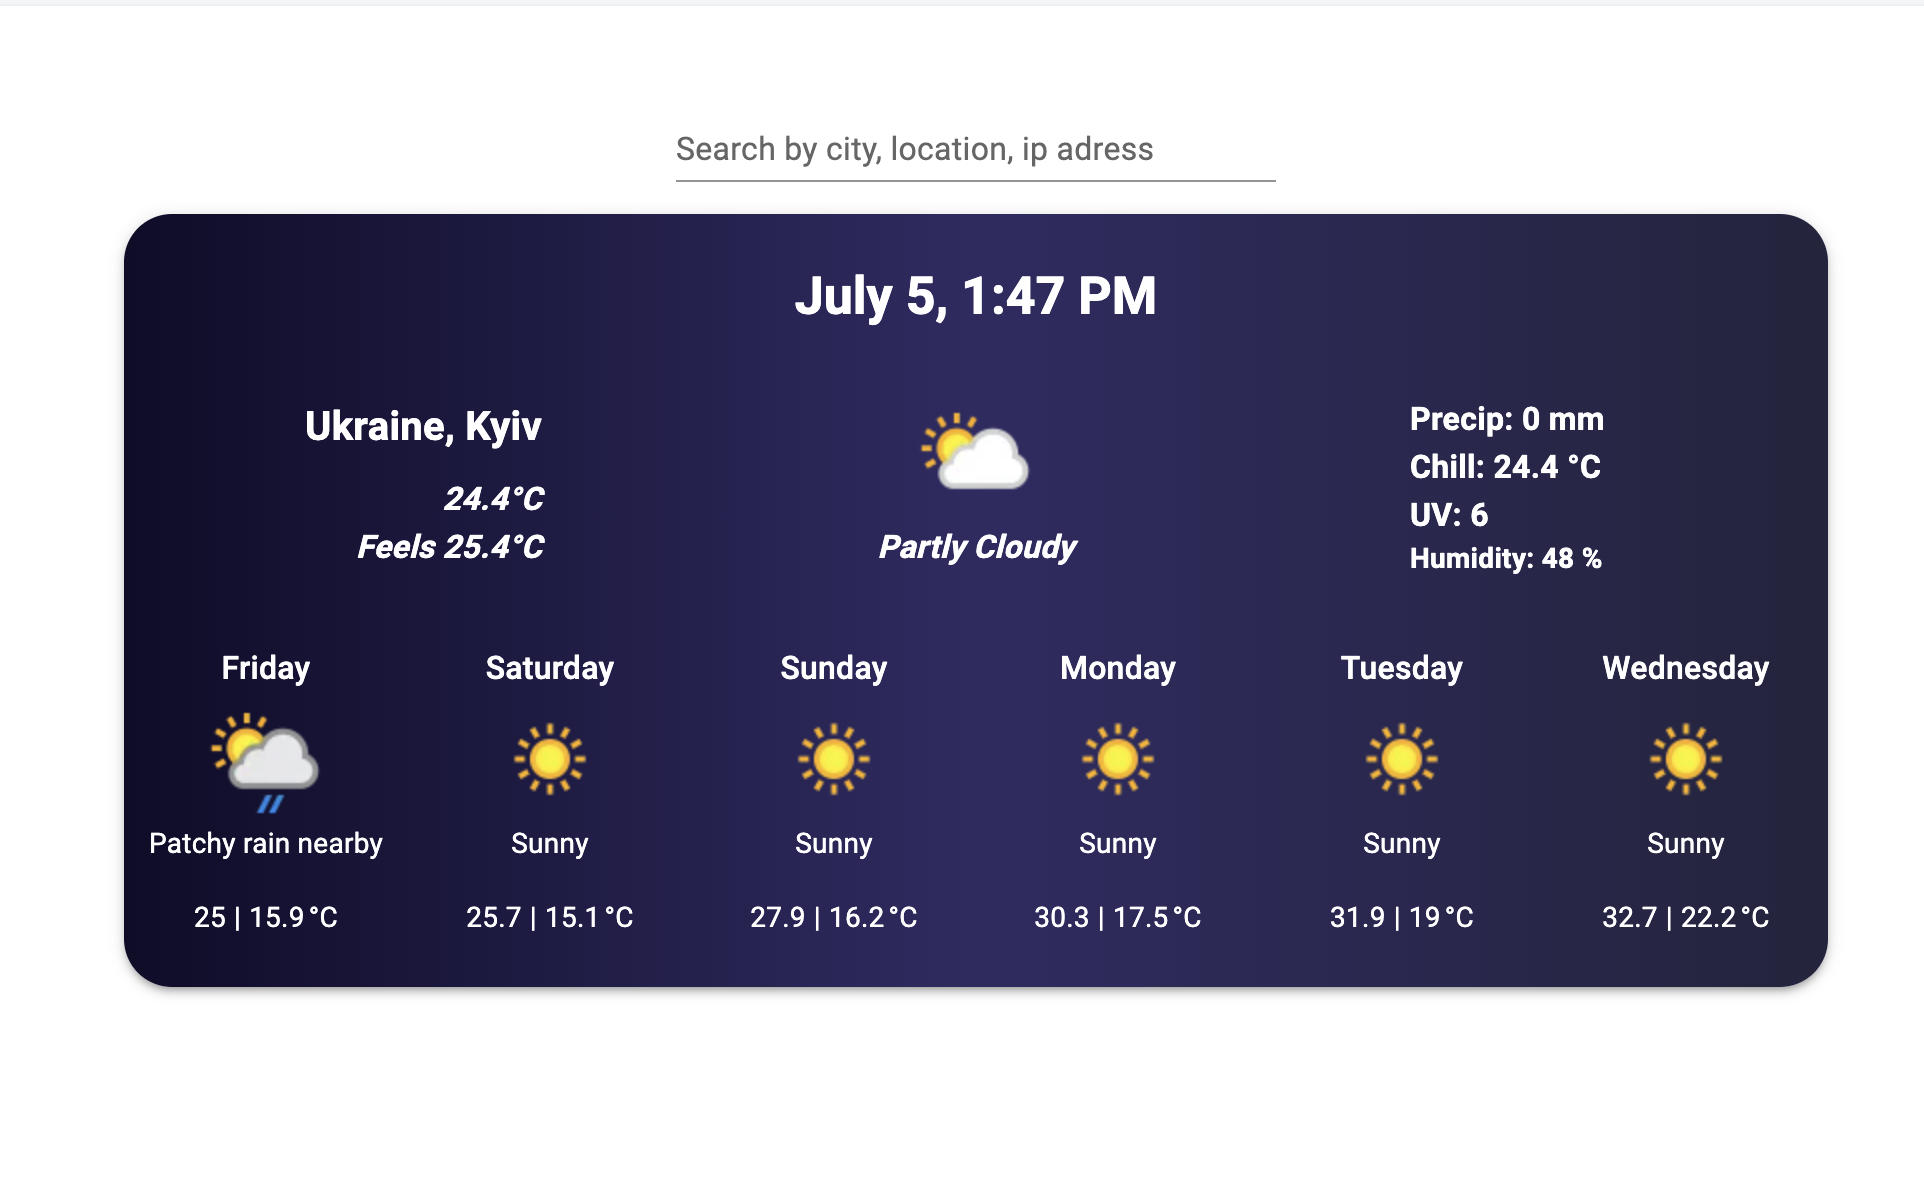 Search by city, location, ip adress
July 5, 1:47 PM
Ukraine, Kyiv
24.4°C
Feels 25.4°C
Partly Cloudy
Precip: 0 mm
Chill: 24.4 °C
UV: 6
Humidity: 48 %
Friday
Patchy rain nearby
25 | 15.9°C
Saturday
Sunny
25.7 | 15.1°C
Sunday
Sunny
27.9 | 16.2°C
Monday
Sunny
30.3 | 17.5°C
Tuesday
Sunny
31.9 | 19°C
Wednesday
Sunny
32.7 | 22.2°C